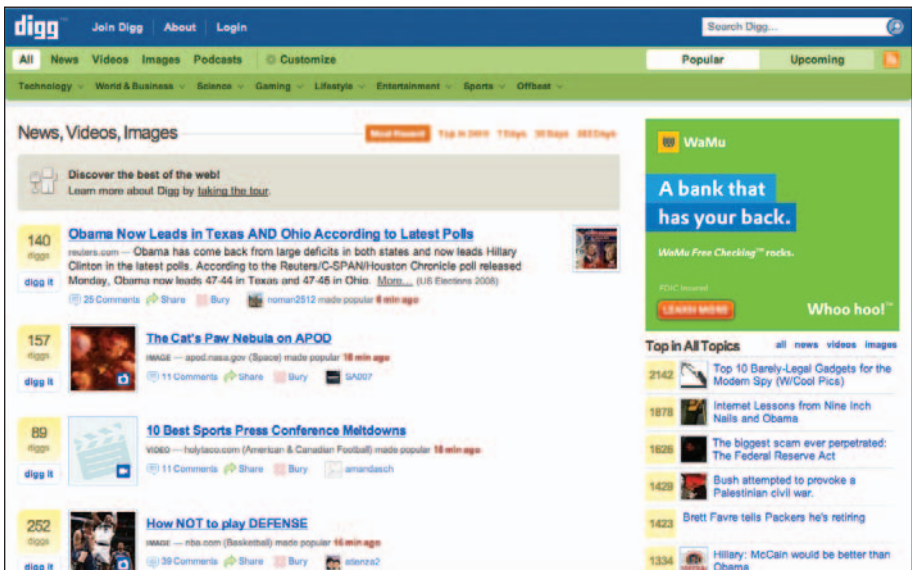 digg Join Digg About Login Search Digg...
All News Videos Images Podcasts Customize Popular Upcoming
Technology World & Business Science Gaming Lifestyle Entertainment Sports Offbeat
News, Videos, Images Most Recent Top in 24Hr 7 Days 30 Days 365 Days
Discover the best of the web!
Learn more about Digg by taking the tour.
140
diggs
digg it
Obama Now Leads in Texas AND Ohio According to Latest Polls
reuters.com — Obama has come back from large deficits in both states and now leads Hillary
Clinton in the latest polls. According to the Reuters/C-SPAN/Houston Chronicle poll released
Monday, Obama now leads 47-44 in Texas and 47-45 in Ohio. More... (US Elections 2008)
25 Comments Share Bury noman2512 made popular 6 min ago
157
diggs
digg it
The Cat's Paw Nebula on APOD
IMAGE — apod.nasa.gov (Space) made popular 16 min ago
11 Comments Share Bury SA007
89
diggs
digg it
10 Best Sports Press Conference Meltdowns
VIDEO — holytaco.com (American & Canadian Football) made popular 16 min ago
11 Comments Share Bury amandasch
252
diggs
digg it
How NOT to play DEFENSE
IMAGE — nba.com (Basketball) made popular 16 min ago
39 Comments Share Bury
WaMu
A bank that
has your back.
WaMu Free Checking™ rocks.
FDIC Insured
LEARN MORE Whoo hoo!™
Top in All Topics all news videos images
2142 Top 10 Barely-Legal Gadgets for the
Modern Spy (W/Cool Pics)
1878 Internet Lessons from Nine Inch
Nails and Obama
1626 The biggest scam ever perpetrated:
The Federal Reserve Act
1429 Bush attempted to provoke a
Palestinian civil war.
1423 Brett Favre tells Packers he's retiring
1334 Hillary: McCain would be better than
Obama